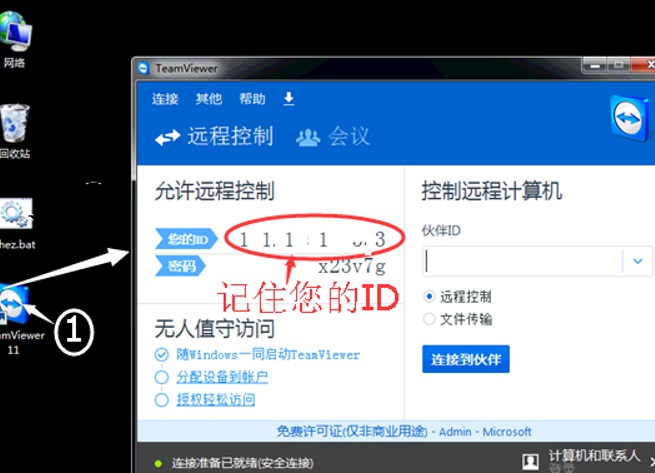 网络
回收站
hez.bat
TeamViewer
11
1
TeamViewer
连接 其他 帮助
远程控制 会议
允许远程控制
您的ID
密码 x23v7g
记住您的ID
无人值守访问
随Windows一同启动TeamViewer
分配设备到帐户
授权轻松访问
控制远程计算机
伙伴ID
远程控制
文件传输
连接到伙伴
免费许可证(仅非商业用途) - Admin - Microsoft
连接准备已就绪(安全连接)
计算机和联系人
登录